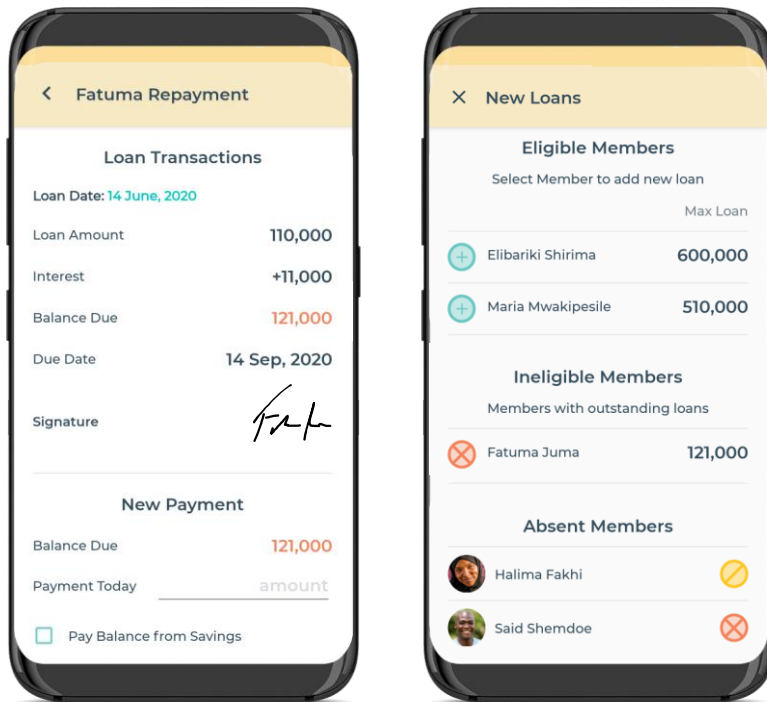 Fatuma Repayment
Loan Transactions
Loan Date: 14 June, 2020
Loan Amount 110,000
Interest +11,000
Balance Due 121,000
Due Date 14 Sep, 2020
Signature
New Payment
Balance Due 121,000
Payment Today amount
Pay Balance from Savings
New Loans
Eligible Members
Select Member to add new loan
Max Loan
Elibariki Shirima 600,000
Maria Mwakipesile 510,000
Ineligible Members
Members with outstanding loans
Fatuma Juma 121,000
Absent Members
Halima Fakhi
Said Shemdoe